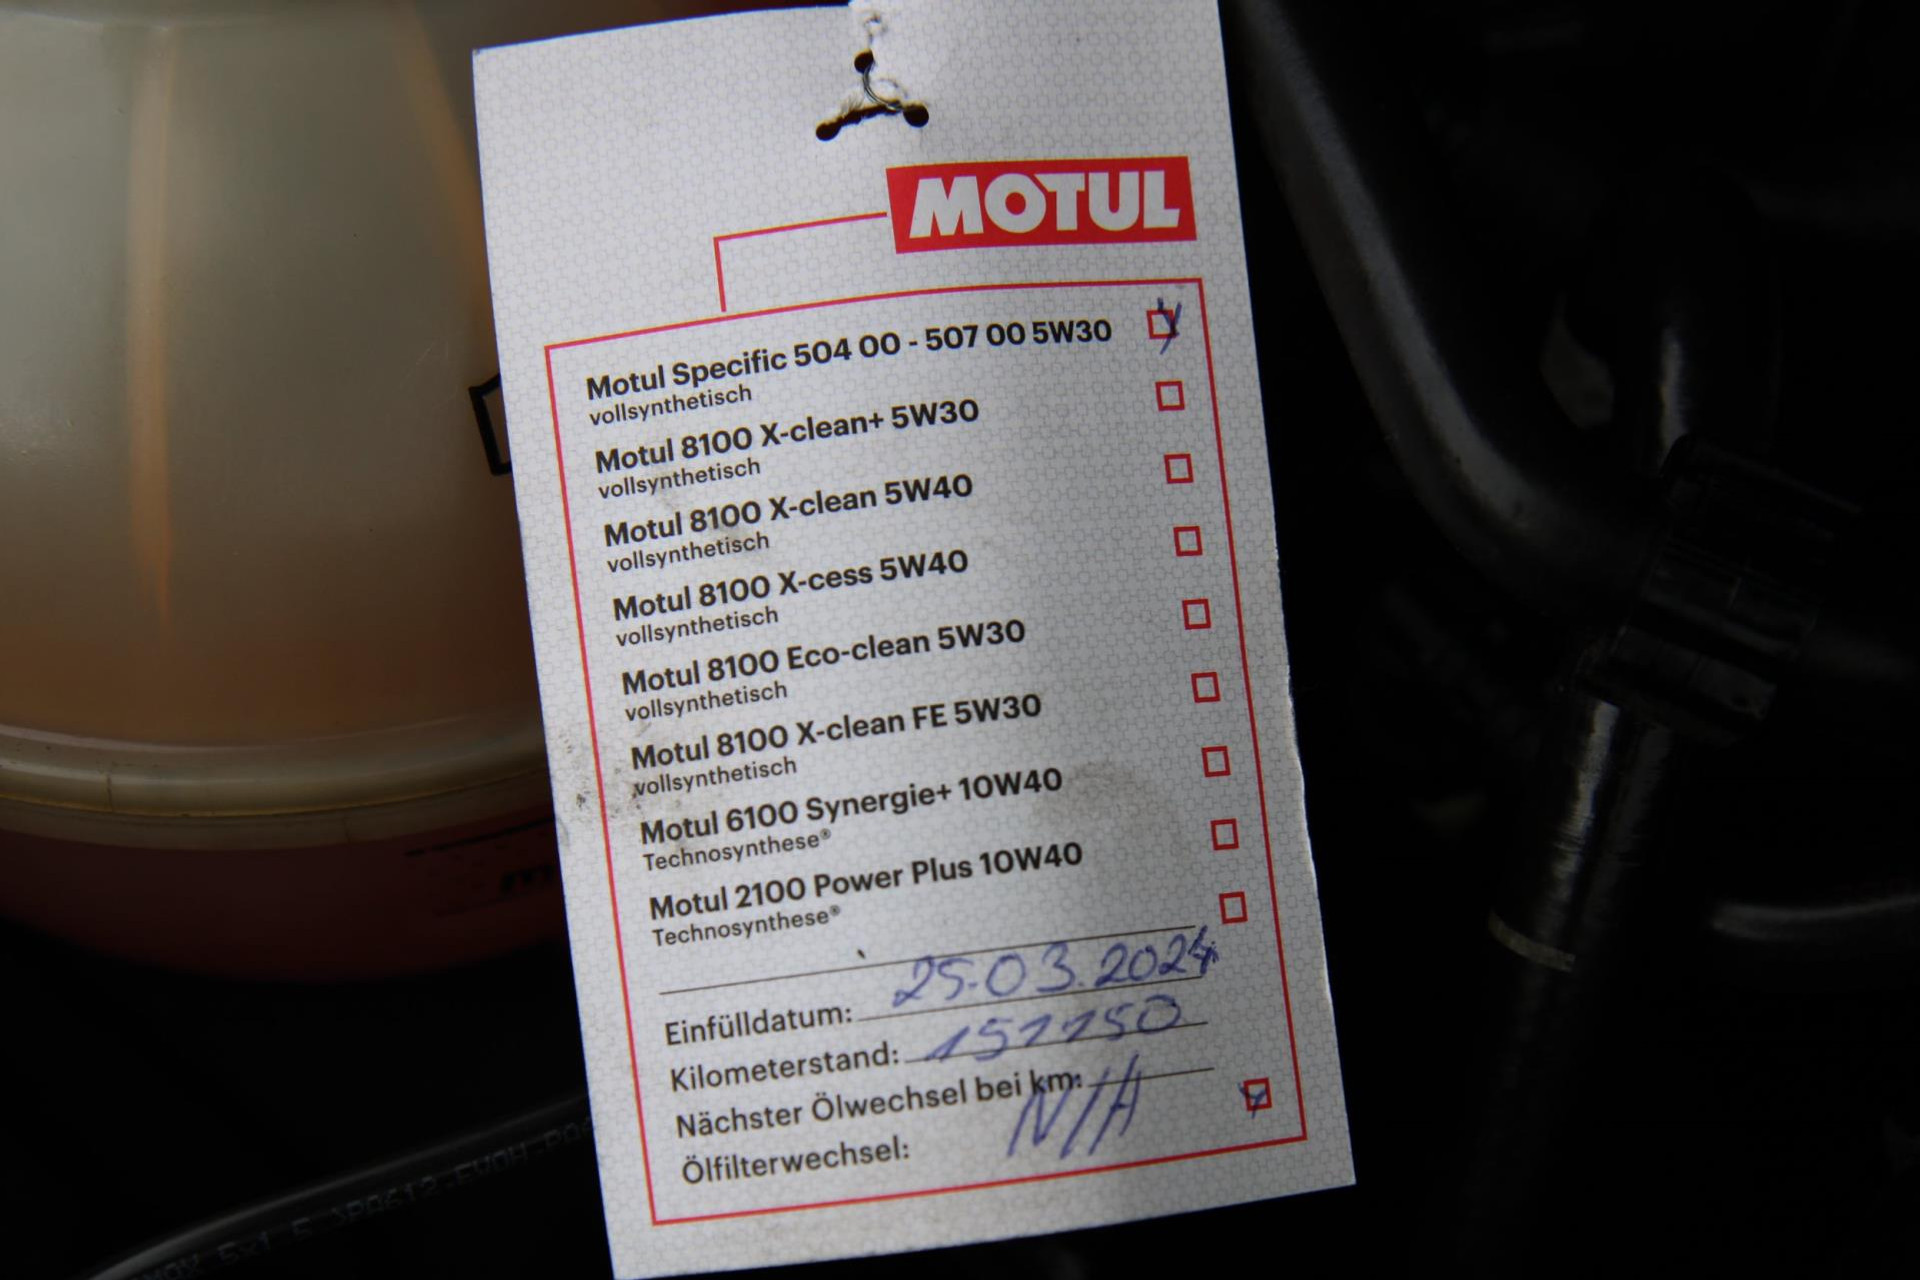 MOTUL
Motul Specific 504 00 - 507 00 5W30
vollsynthetisch
Motul 8100 X-clean+ 5W30
vollsynthetisch
Motul 8100 X-clean 5W40
vollsynthetisch
Motul 8100 X-cess 5W40
vollsynthetisch
Motul 8100 Eco-clean 5W30
vollsynthetisch
Motul 8100 X-clean FE 5W30
vollsynthetisch
Motul 6100 Synergie+ 10W40
Technosynthese®
Motul 2100 Power Plus 10W40
Technosynthese®
Einfülldatum: 25.03.2024
Kilometerstand: 151150
Nächster Ölwechsel bei km: N/A
Ölfilterwechsel: